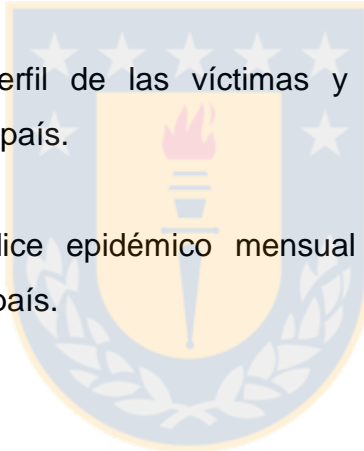 erfil de las víctimas y
país.
dice epidémico mensual
país.